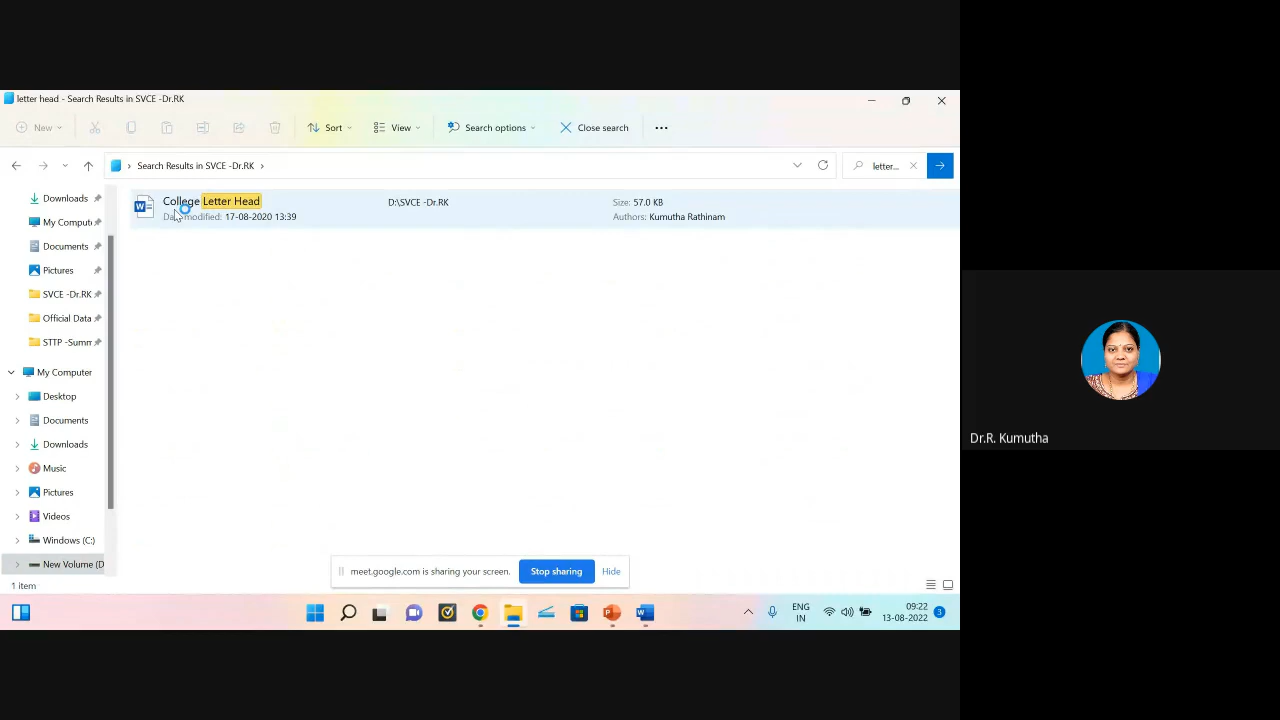 letter head - Search Results in SVCE -Dr.RK
New
Sort
View
Search options
Close search
Search Results in SVCE -Dr.RK
letter...
Downloads
My Compute
Documents
Pictures
SVCE -Dr.RK
Official Data
STTP -Summ
My Computer
Desktop
Documents
Downloads
Music
Pictures
Videos
Windows (C:)
New Volume (D
College Letter Head
D:\SVCE -Dr.RK
Size: 57.0 KB
modified: 17-08-2020 13:39
Authors: Kumutha Rathinam
meet.google.com is sharing your screen.
Stop sharing
Hide
1 item
ENG
IN
09:22
13-08-2022
3
Dr.R. Kumutha